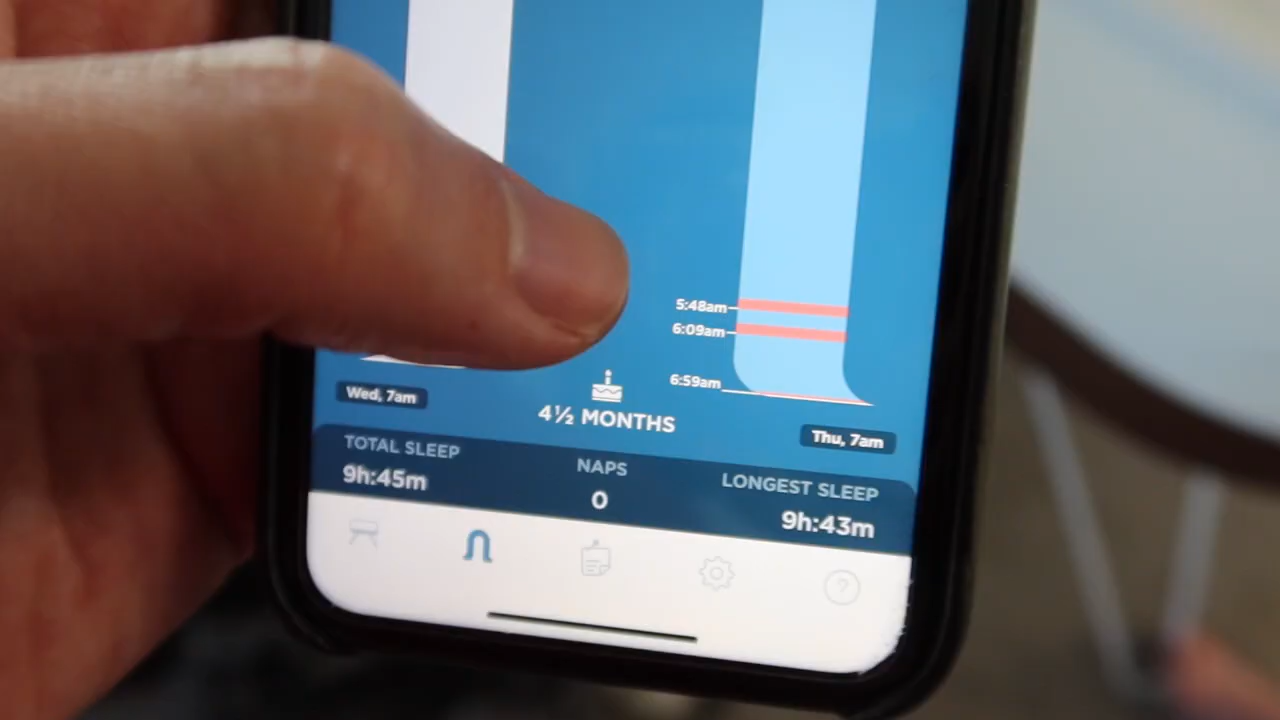 5:48am
6:09am
6:59am
Wed, 7am
4½ MONTHS
Thu, 7am
TOTAL SLEEP
9h:45m
NAPS
0
LONGEST SLEEP
9h:43m
?